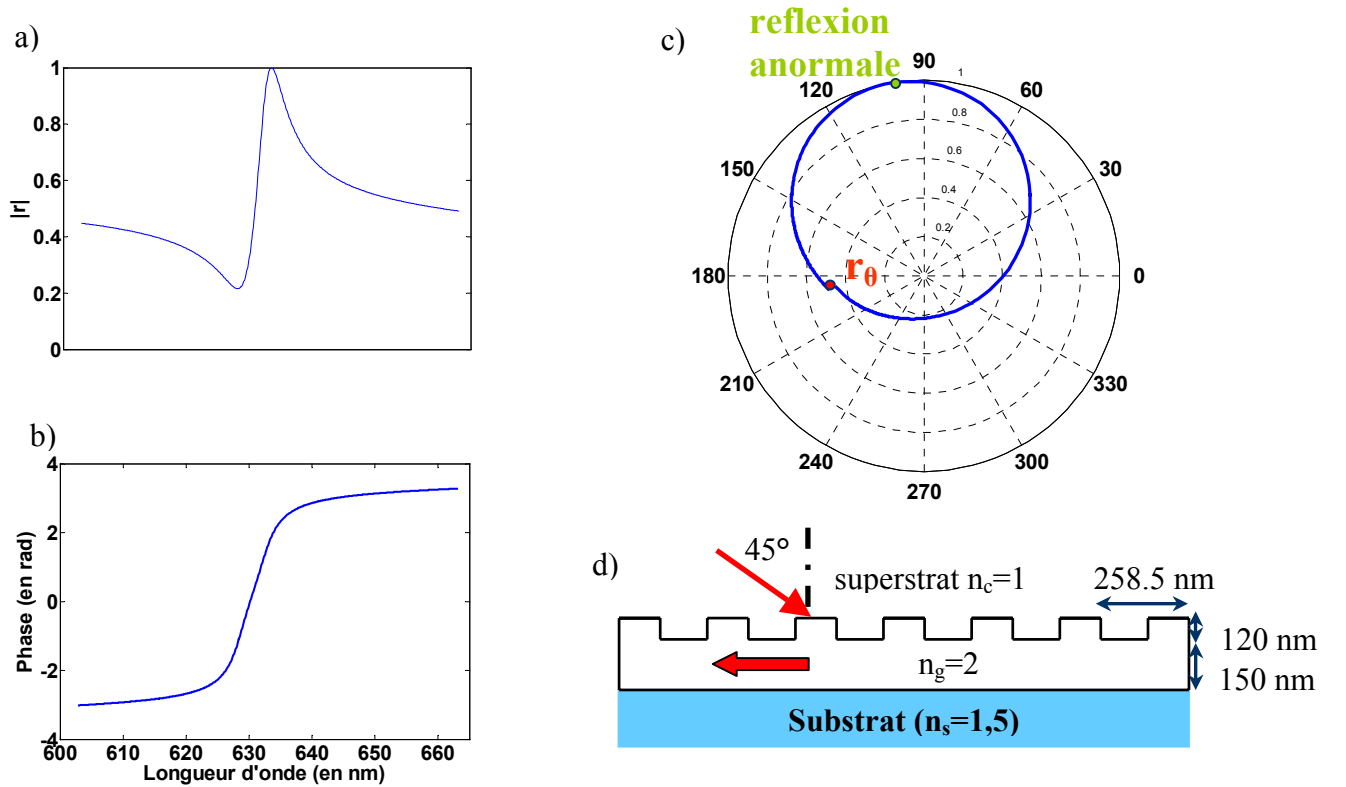 a)
1
0.8
0.6
0.4
0.2
0
|r|
b)
4
2
0
-2
-4
Phase (en rad)
600 610 620 630 640 650 660
Longueur d'onde (en nm)
c)
reflexion
anormale
90
1
120
60
0.8
150
0.6
30
0.4
0.2
rθ
180
0
210
330
240
300
270
d)
45°
superstrat nc=1
258.5 nm
120 nm
ng=2
150 nm
Substrat (ns=1,5)